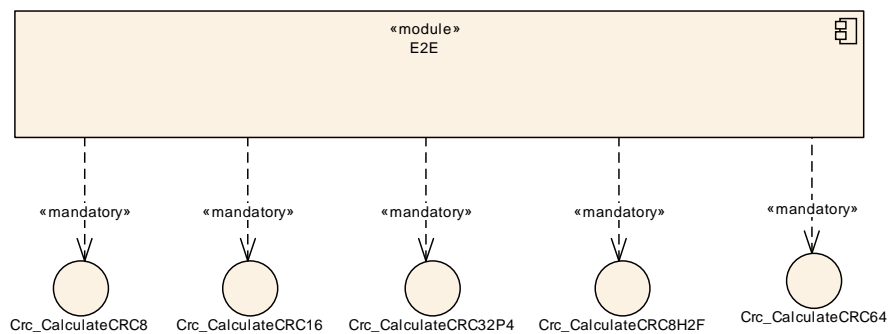 «module»
E2E
«mandatory»
«mandatory»
«mandatory»
«mandatory»
«mandatory»
Crc_CalculateCRC8
Crc_CalculateCRC16
Crc_CalculateCRC32P4
Crc_CalculateCRC8H2F
Crc_CalculateCRC64